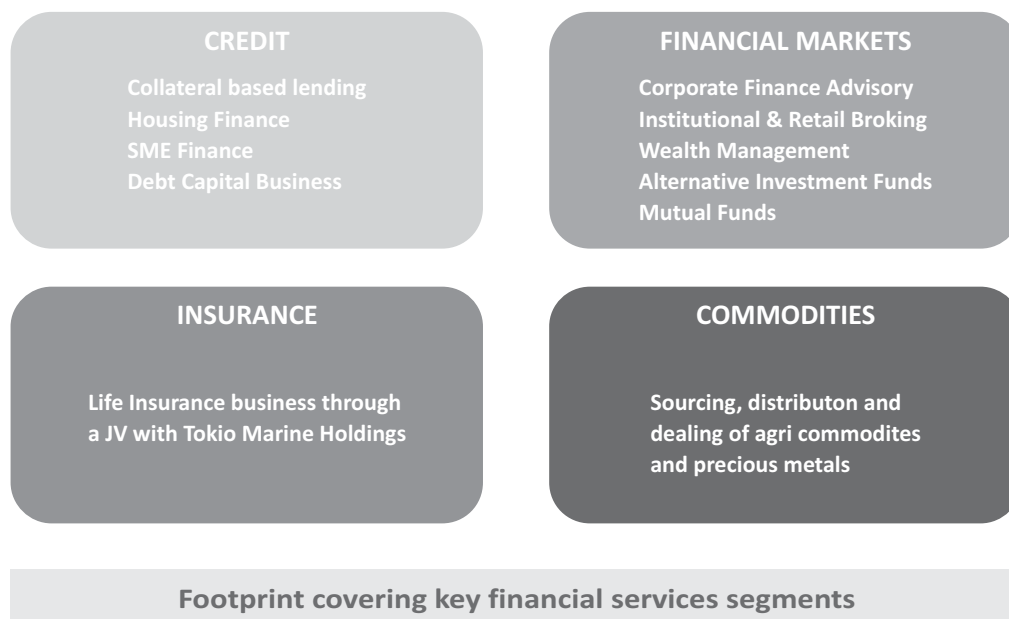 CREDIT
Collateral based lending
Housing Finance
SME Finance
Debt Capital Business
FINANCIAL MARKETS
Corporate Finance Advisory
Institutional & Retail Broking
Wealth Management
Alternative Investment Funds
Mutual Funds
INSURANCE
Life Insurance business through
a JV with Tokio Marine Holdings
COMMODITIES
Sourcing, distributon and
dealing of agri commodites
and precious metals
Footprint covering key financial services segments